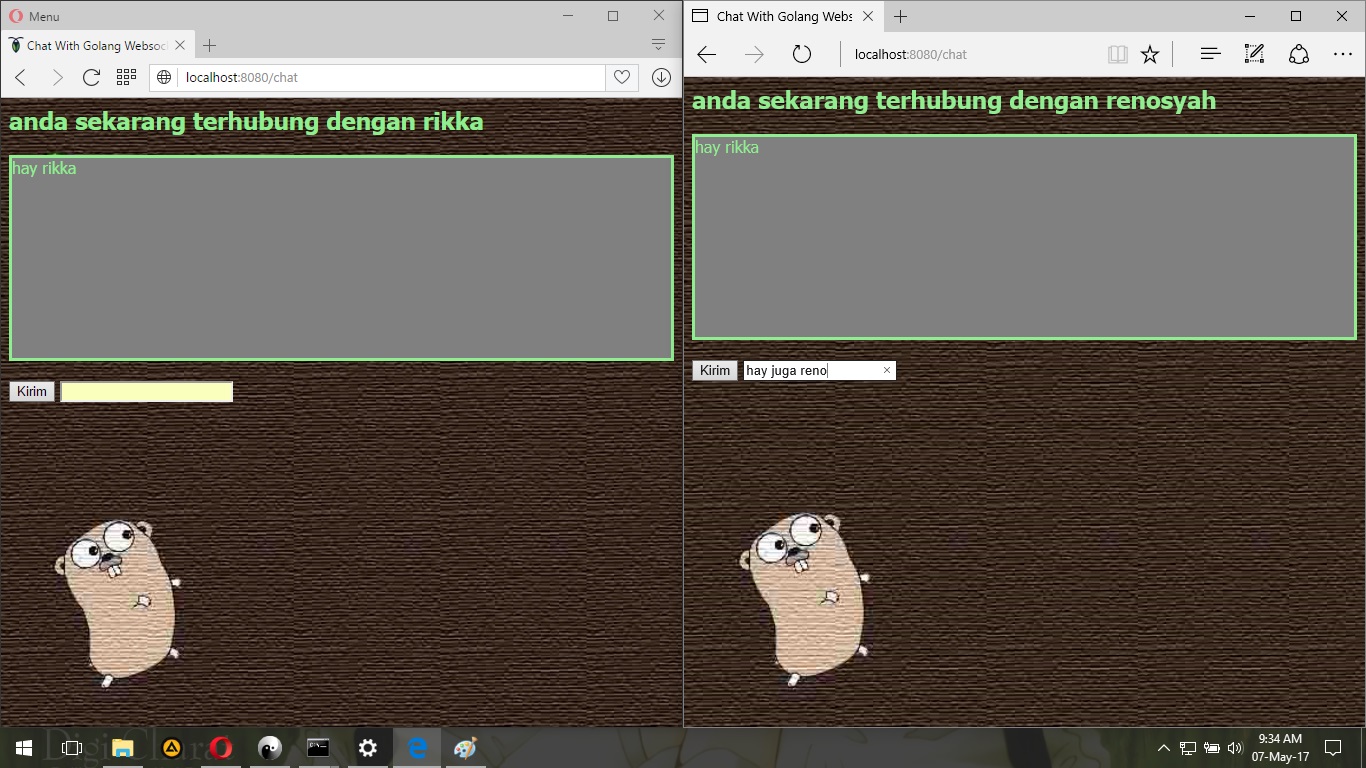 Menu
Chat With Golang Websoc
localhost:8080/chat
anda sekarang terhubung dengan rikka
hay rikka
Kirim
Chat With Golang Webs
localhost:8080/chat
anda sekarang terhubung dengan renosyah
hay rikka
Kirim hay juga reno
9:34 AM
07-May-17